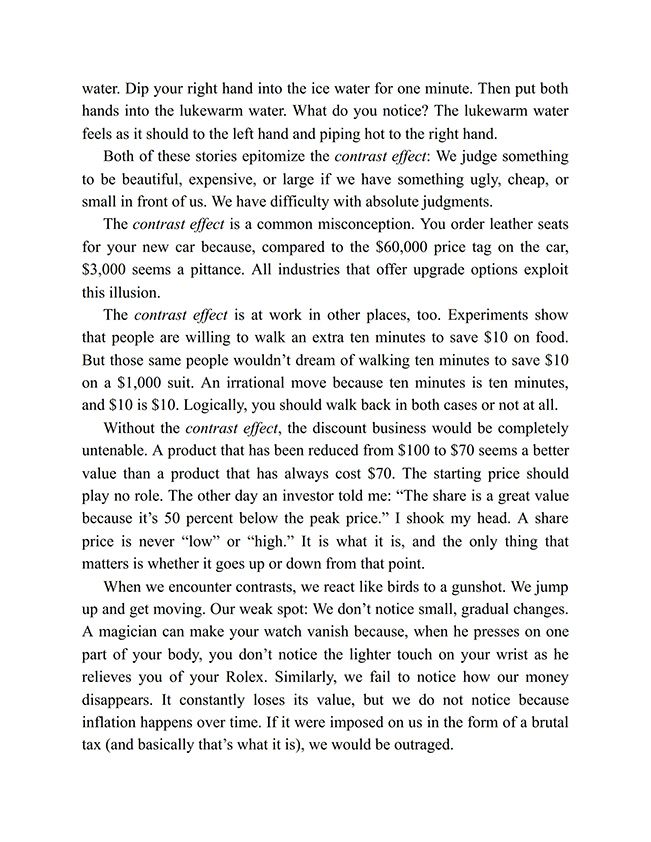 water. Dip your right hand into the ice water for one minute. Then put both
hands into the lukewarm water. What do you notice? The lukewarm water
feels as it should to the left hand and piping hot to the right hand.
Both of these stories epitomize the contrast effect: We judge something
to be beautiful, expensive, or large if we have something ugly, cheap, or
small in front of us. We have difficulty with absolute judgments.
The contrast effect is a common misconception. You order leather seats
for your new car because, compared to the $60,000 price tag on the car,
$3,000 seems a pittance. All industries that offer upgrade options exploit
this illusion.
The contrast effect is at work in other places, too. Experiments show
that people are willing to walk an extra ten minutes to save $10 on food.
But those same people wouldn’t dream of walking ten minutes to save $10
on a $1,000 suit. An irrational move because ten minutes is ten minutes,
and $10 is $10. Logically, you should walk back in both cases or not at all.
Without the contrast effect, the discount business would be completely
untenable. A product that has been reduced from $100 to $70 seems a better
value than a product that has always cost $70. The starting price should
play no role. The other day an investor told me: “The share is a great value
because it’s 50 percent below the peak price.” I shook my head. A share
price is never “low” or “high.” It is what it is, and the only thing that
matters is whether it goes up or down from that point.
When we encounter contrasts, we react like birds to a gunshot. We jump
up and get moving. Our weak spot: We don’t notice small, gradual changes.
A magician can make your watch vanish because, when he presses on one
part of your body, you don’t notice the lighter touch on your wrist as he
relieves you of your Rolex. Similarly, we fail to notice how our money
disappears. It constantly loses its value, but we do not notice because
inflation happens over time. If it were imposed on us in the form of a brutal
tax (and basically that’s what it is), we would be outraged.